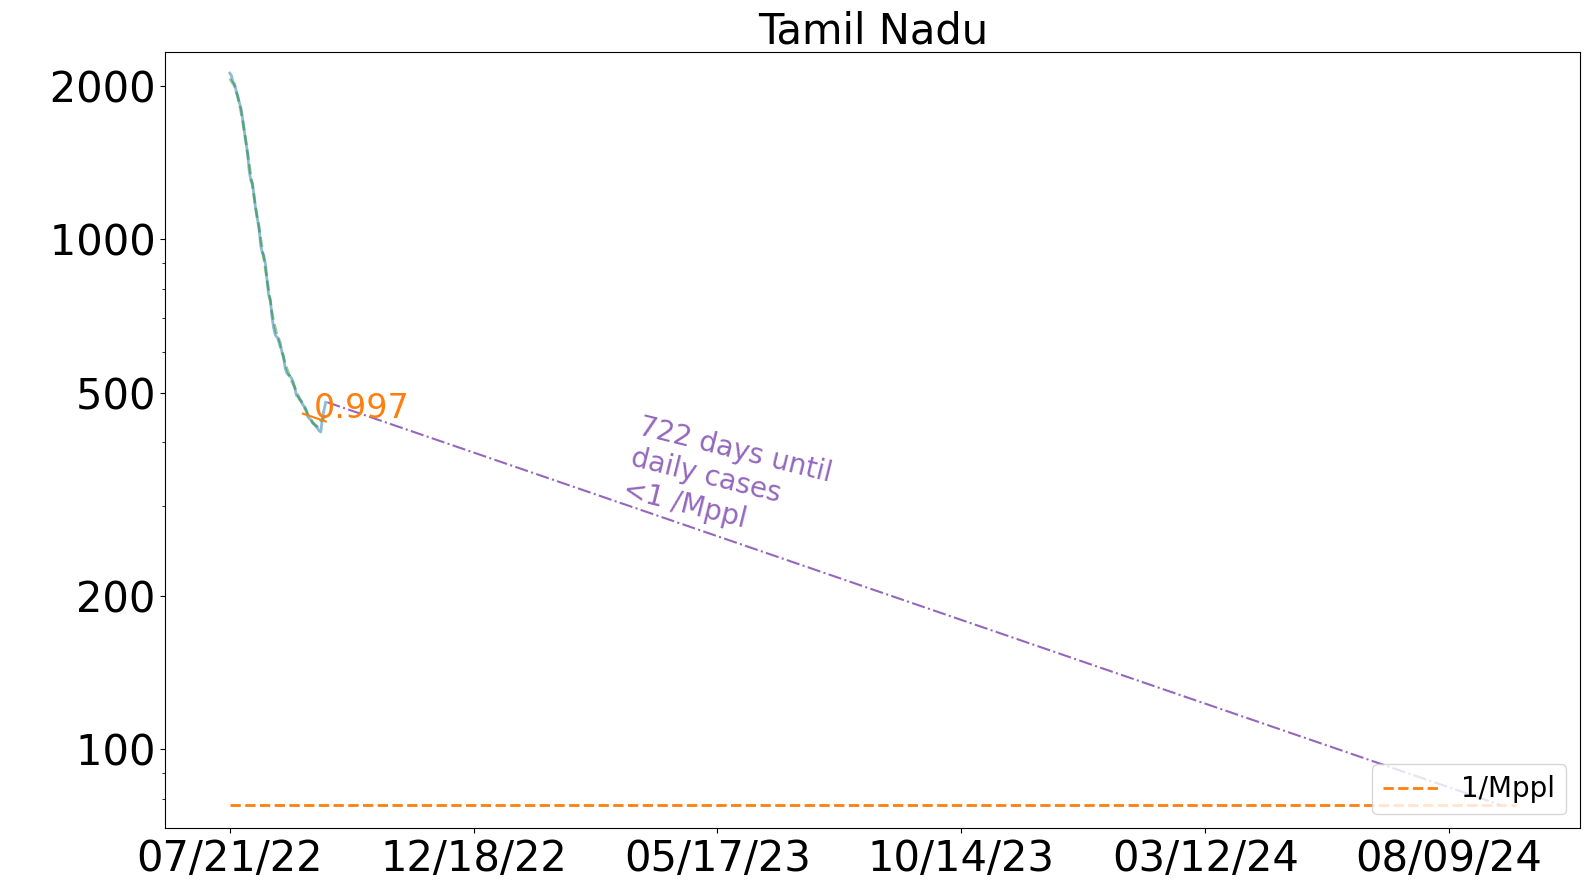 Tamil Nadu
2000
1000
500
200
100
0.997
722 days until
daily cases
<1 /Mppl
1/Mppl
07/21/22
12/18/22
05/17/23
10/14/23
03/12/24
08/09/24